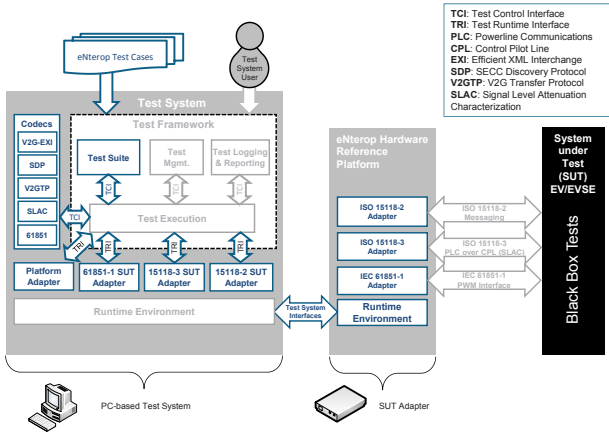 eNterop Test Cases
Test
System
User
TCI: Test Control Interface
TRI: Test Runtime Interface
PLC: Powerline Communications
CPL: Control Pilot Line
EXI: Efficient XML Interchange
SDP: SECC Discovery Protocol
V2GTP: V2G Transfer Protocol
SLAC: Signal Level Attenuation
Characterization
Test System
Codecs
V2G-EXI
SDP
V2GTP
SLAC
61851
Test Framework
Test Suite
Test
Mgmt.
Test Logging
& Reporting
TCI
TCI
TCI
TCI
Test Execution
TRI
TRI
TRI
TRI
Platform
Adapter
61851-1 SUT
Adapter
15118-3 SUT
Adapter
15118-2 SUT
Adapter
Runtime Environment
Test System
Interfaces
eNterop Hardware
Reference
Platform
ISO 15118-2
Adapter
ISO 15118-3
Adapter
IEC 61851-1
Adapter
Runtime
Environment
ISO 15118-2
Messaging
ISO 15118-3
PLC over CPL (SLAC)
IEC 61851-1
PWM Interface
System
under
Test
(SUT)
EV/EVSE
Black Box Tests
PC-based Test System
SUT Adapter